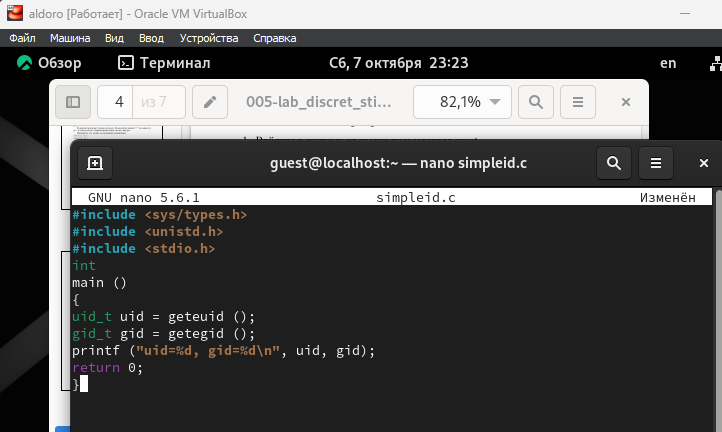 aldoro [Работает] - Oracle VM VirtualBox
Файл Машина Вид Ввод Устройства Справка
Обзор Терминал Сб, 7 октября 23:23 en
4 из 7 005-lab_discret_sti... 82,1%
guest@localhost:~ — nano simpleid.c
GNU nano 5.6.1 simpleid.c Изменён
#include <sys/types.h>
#include <unistd.h>
#include <stdio.h>
int
main ()
{
uid_t uid = geteuid ();
gid_t gid = getegid ();
printf ("uid=%d, gid=%d\n", uid, gid);
return 0;
}